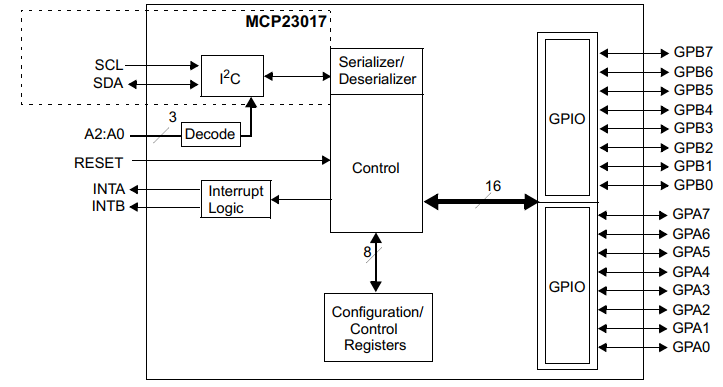 MCP23017
SCL
SDA
I²C
Serializer/
Deserializer
A2:A0
3
Decode
RESET
Control
INTA
INTB
Interrupt
Logic
16
8
Configuration/
Control
Registers
GPIO
GPB7
GPB6
GPB5
GPB4
GPB3
GPB2
GPB1
GPB0
GPIO
GPA7
GPA6
GPA5
GPA4
GPA3
GPA2
GPA1
GPA0